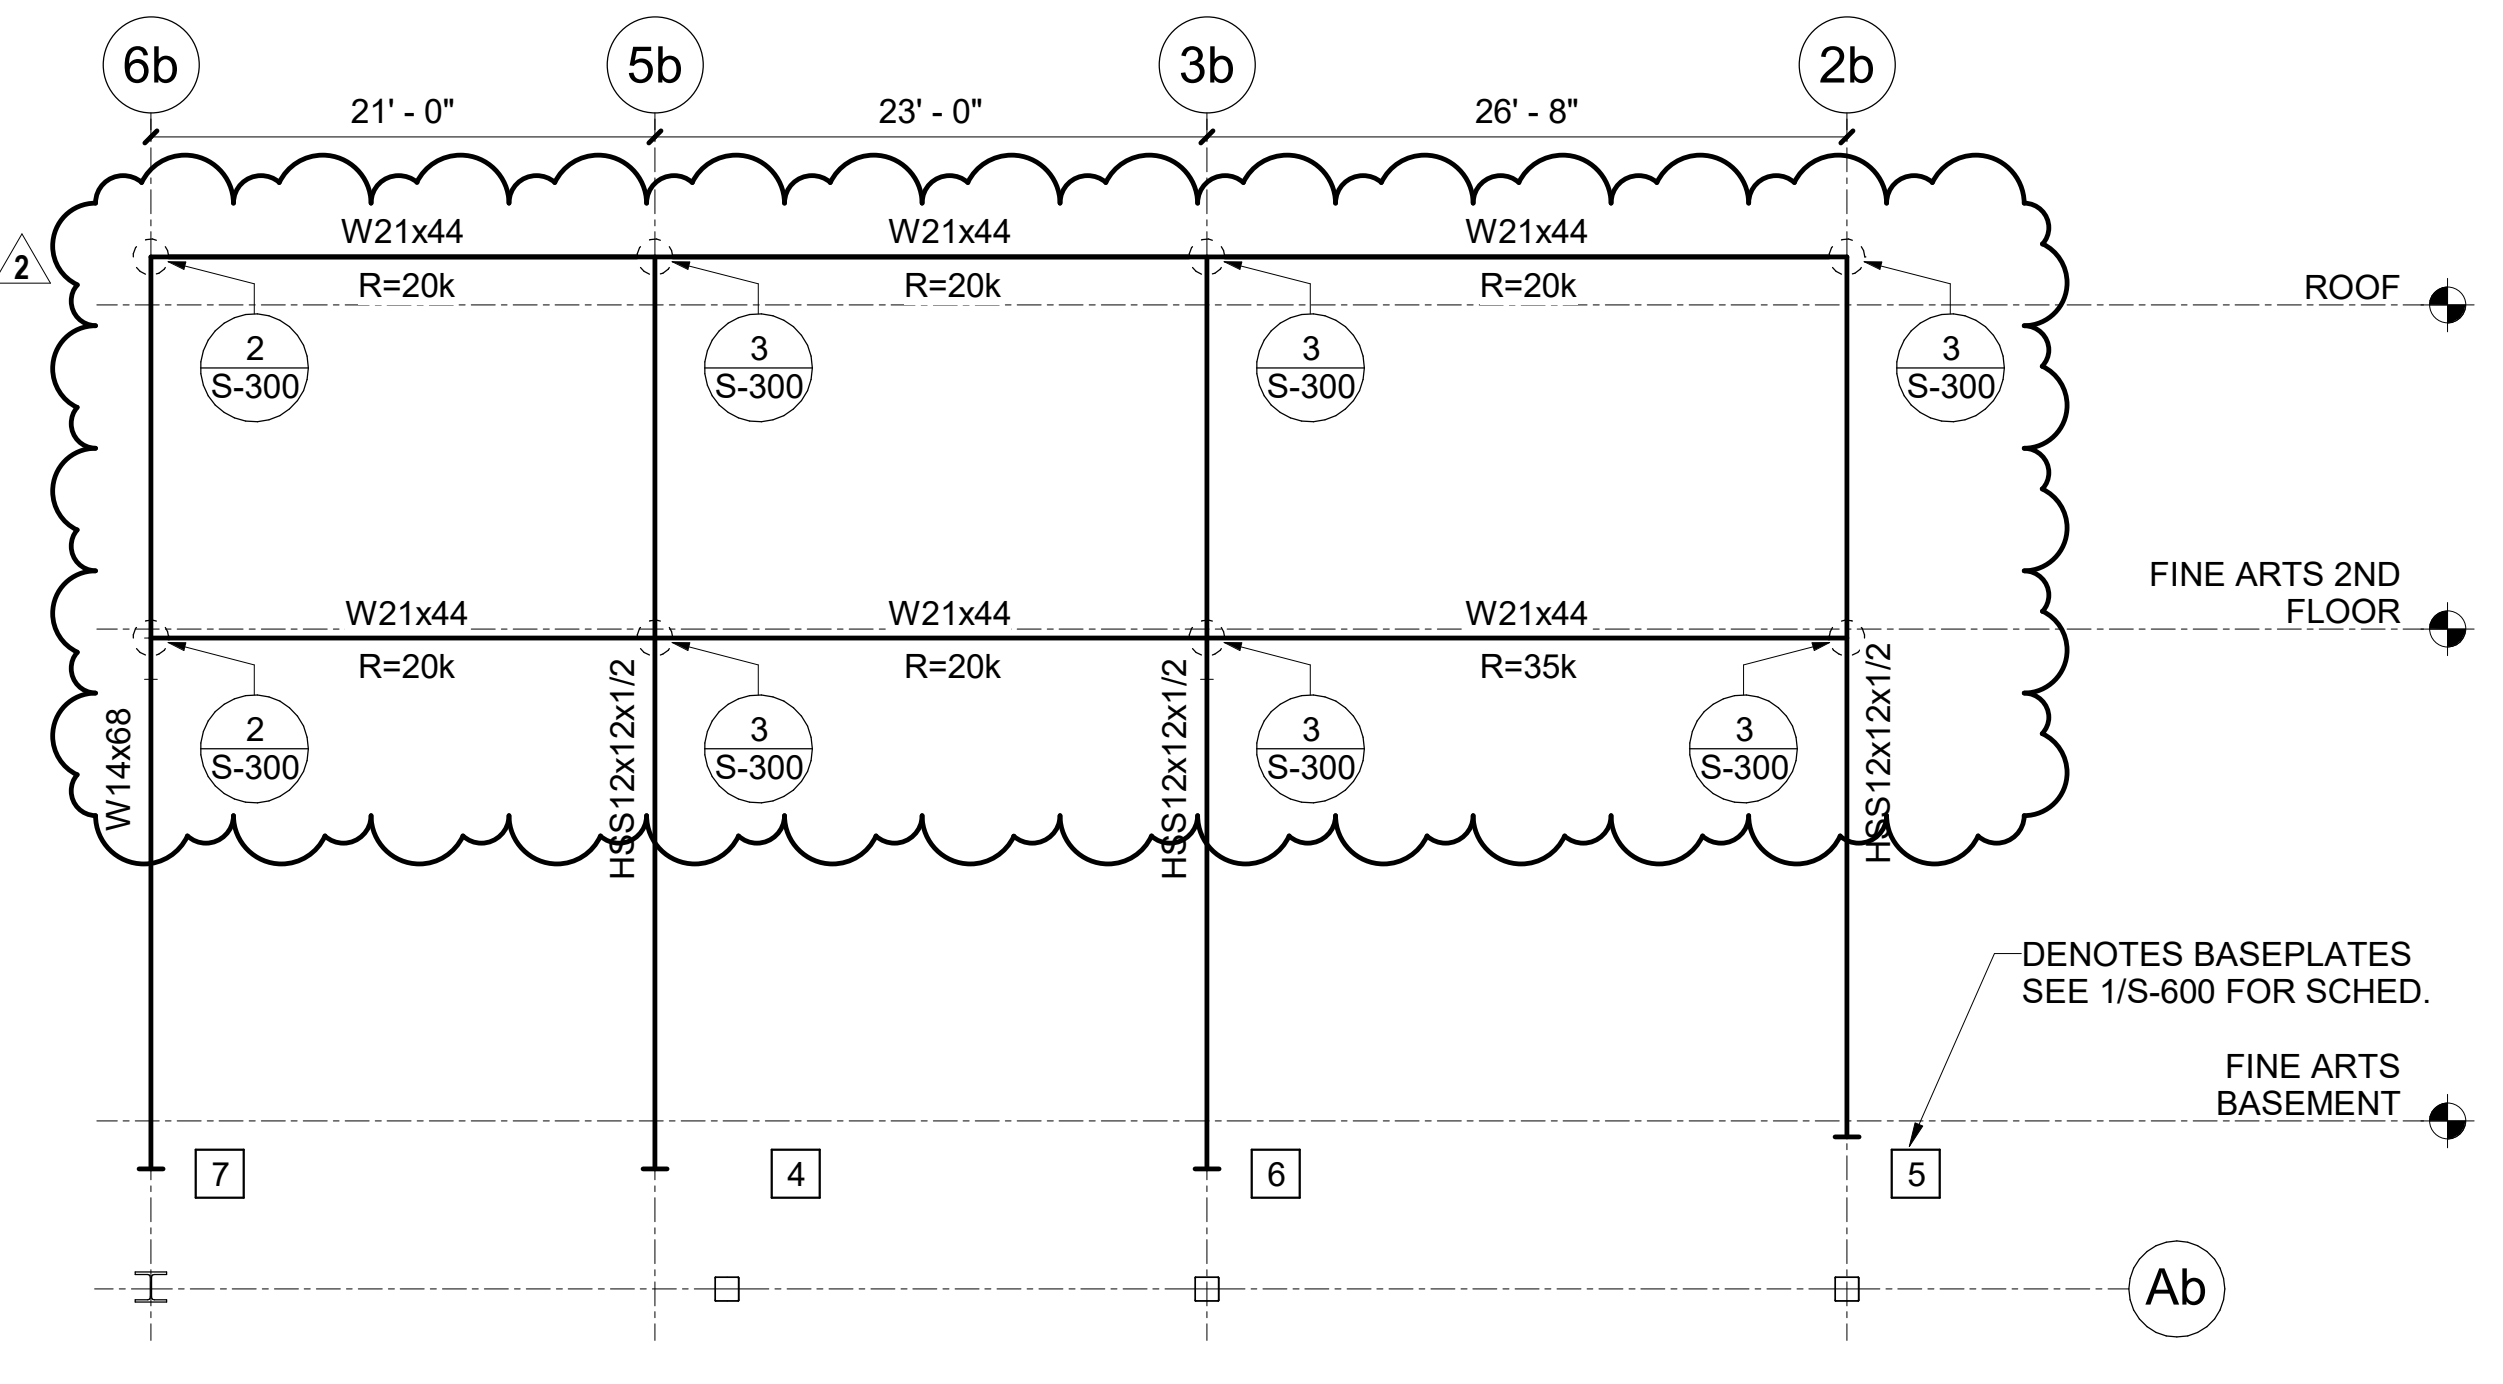 6b 5b 3b 2b
21' - 0" 23' - 0" 26' - 8"
W21x44 W21x44 W21x44
2
R=20k R=20k R=20k
ROOF
2 3 3 3
S-300 S-300 S-300 S-300
FINE ARTS 2ND
FLOOR
W21x44 W21x44 W21x44
R=20k R=20k R=35k
W14x68
HSS12x12x1/2
HSS12x12x1/2
HSS12x12x1/2
2 3 3 3
S-300 S-300 S-300 S-300
DENOTES BASEPLATES
SEE 1/S-600 FOR SCHED.
FINE ARTS
BASEMENT
7 4 6 5
Ab